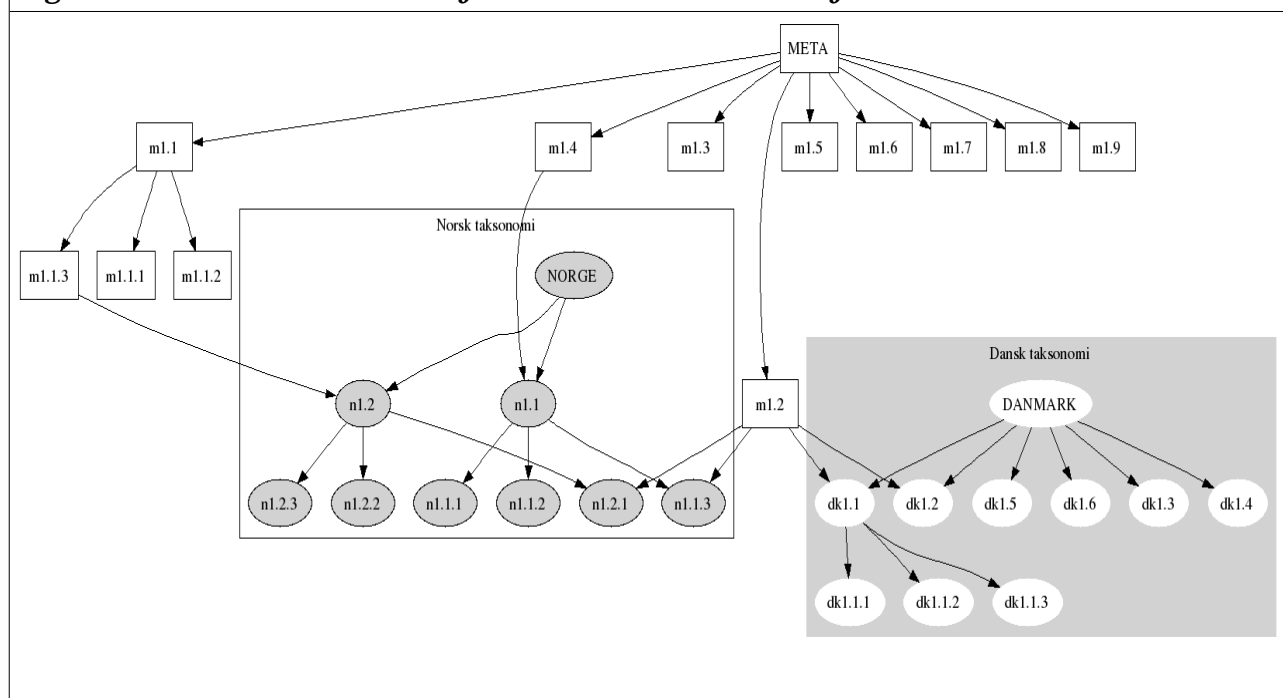 META
m1.1
m1.4
m1.3
m1.5
m1.6
m1.7
m1.8
m1.9
Norsk taksonomi
m1.1.3
m1.1.1
m1.1.2
NORGE
Dansk taksonomi
n1.2
n1.1
m1.2
DANMARK
n1.2.3
n1.2.2
n1.1.1
n1.1.2
n1.2.1
n1.1.3
dk1.1
dk1.2
dk1.5
dk1.6
dk1.3
dk1.4
dk1.1.1
dk1.1.2
dk1.1.3